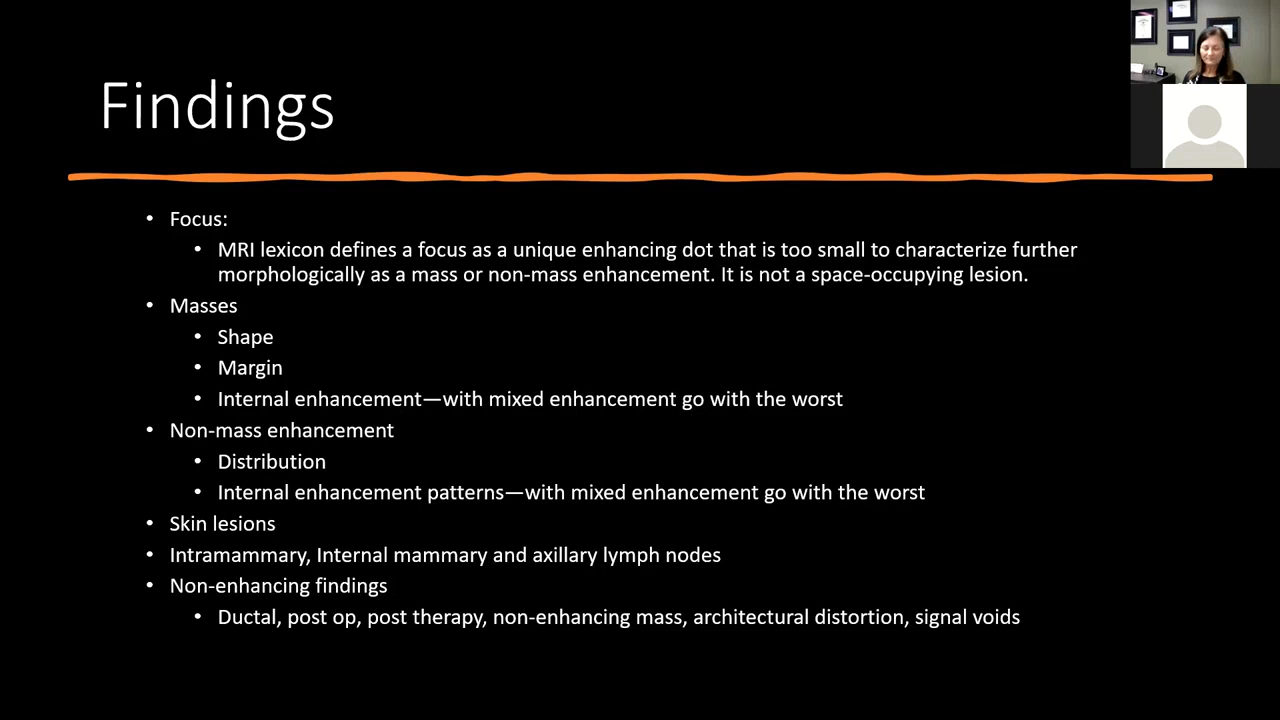 Findings
• Focus:
• MRI lexicon defines a focus as a unique enhancing dot that is too small to characterize further
morphologically as a mass or non-mass enhancement. It is not a space-occupying lesion.
• Masses
• Shape
• Margin
• Internal enhancement—with mixed enhancement go with the worst
• Non-mass enhancement
• Distribution
• Internal enhancement patterns—with mixed enhancement go with the worst
• Skin lesions
• Intramammary, Internal mammary and axillary lymph nodes
• Non-enhancing findings
• Ductal, post op, post therapy, non-enhancing mass, architectural distortion, signal voids